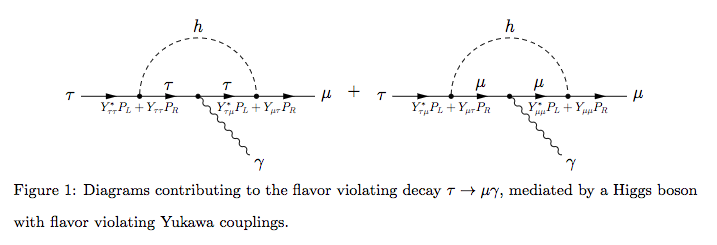 h h
τ τ τ μ + τ μ μ μ
Y*ττPL + YττPR Y*τμPL + YμτPR Y*τμPL + YμτPR Y*μμPL + YμμPR
γ γ
Figure 1: Diagrams contributing to the flavor violating decay τ → μγ, mediated by a Higgs boson
with flavor violating Yukawa couplings.